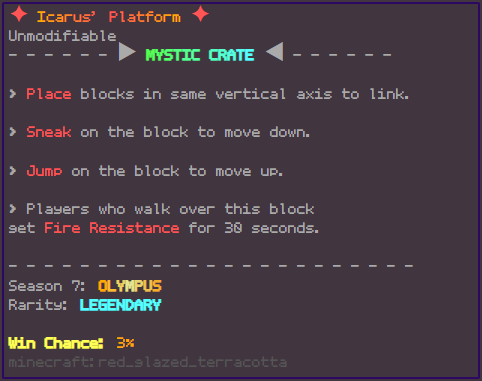 ✦ Icarus' Platform ✦
Unmodifiable
- - - - - - ▶ MYSTIC CRATE ◀ - - - - - -
> Place blocks in same vertical axis to link.
> Sneak on the block to move down.
> Jump on the block to move up.
> Players who walk over this block
get Fire Resistance for 30 seconds.
- - - - - - - - - - - - - - - - - - - - - - -
Season 7: OLYMPUS
Rarity: LEGENDARY
Win Chance: 3%
minecraft:red_glazed_terracotta